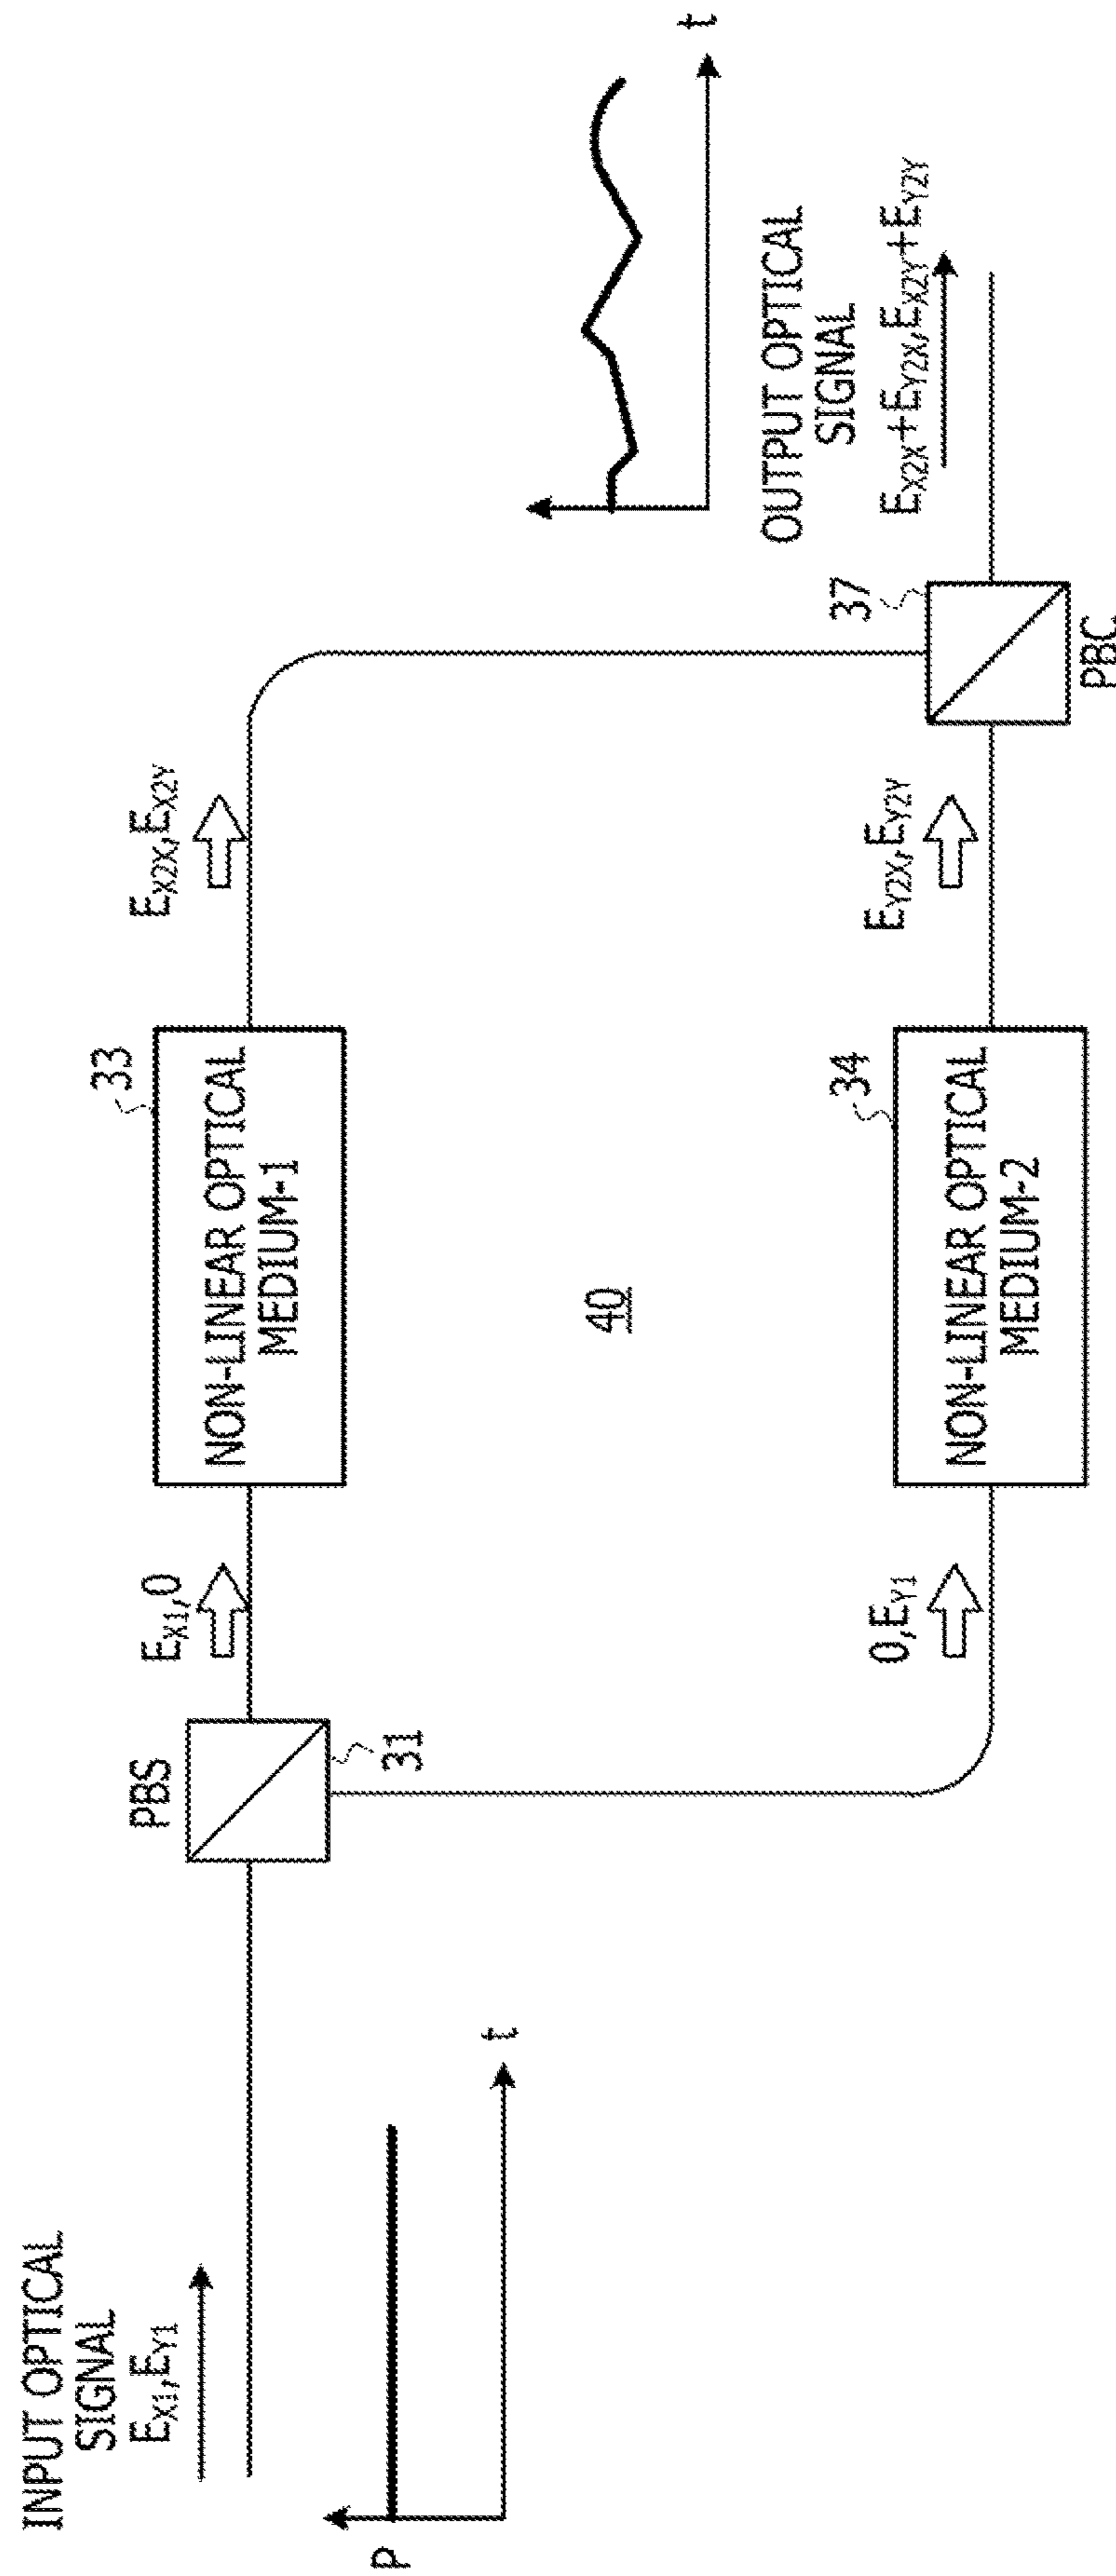 INPUT OPTICAL
SIGNAL
E_X1,E_Y1
P
t
PBS
31
E_X1,0
0,E_Y1
33
NON-LINEAR OPTICAL
MEDIUM-1
40
34
NON-LINEAR OPTICAL
MEDIUM-2
E_X2X,E_X2Y
E_Y2X,E_Y2Y
37
PBC
OUTPUT OPTICAL
SIGNAL
E_X2X+E_Y2X,E_X2Y+E_Y2Y
t